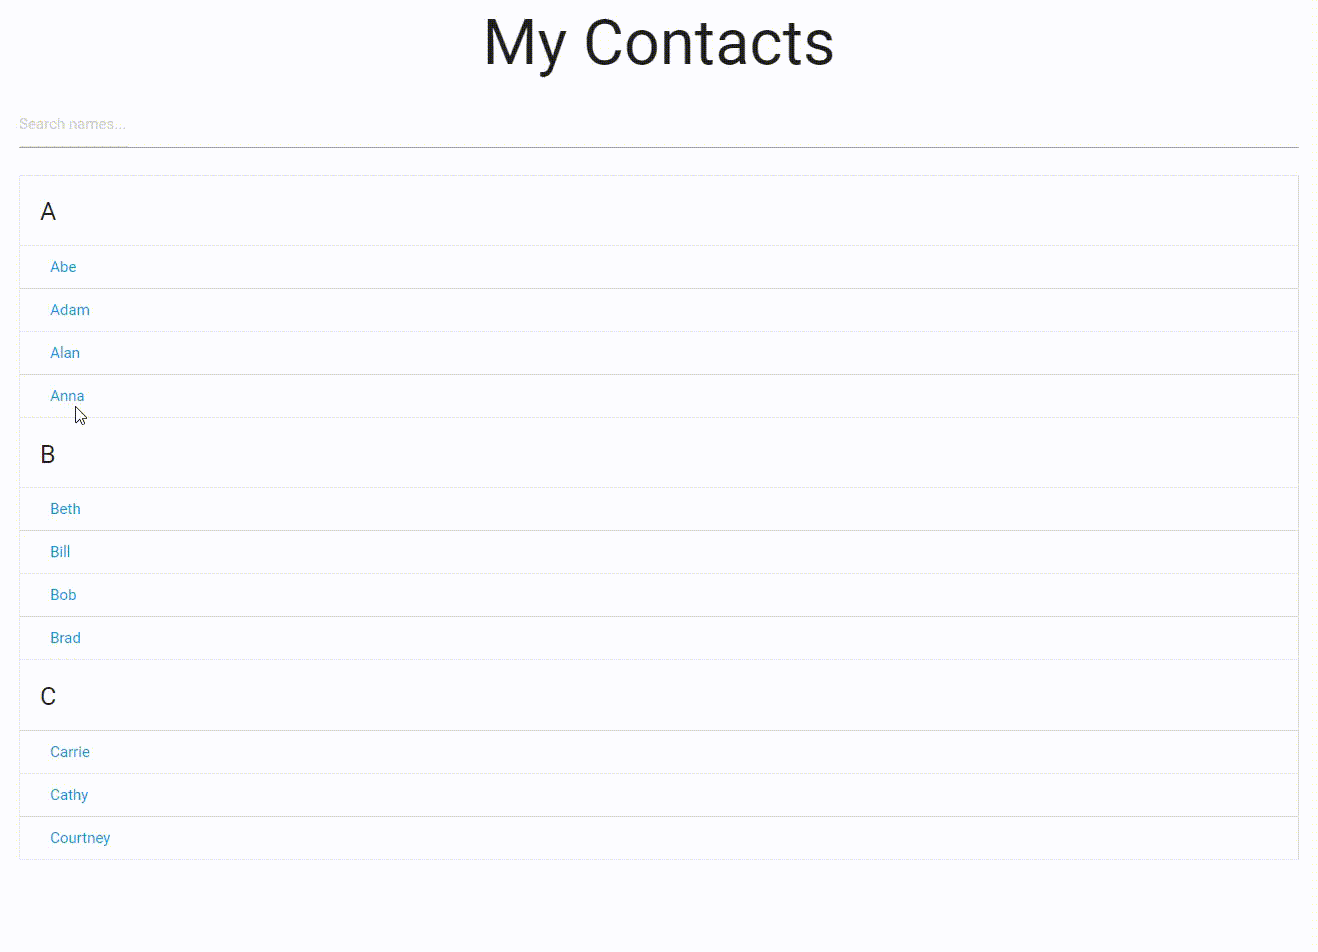 My Contacts
Search names...
A
Abe
Adam
Alan
Anna
B
Beth
Bill
Bob
Brad
C
Carrie
Cathy
Courtney